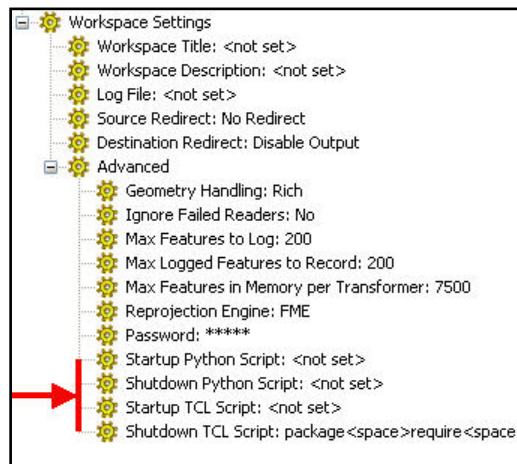 Workspace Settings
Workspace Title: <not set>
Workspace Description: <not set>
Log File: <not set>
Source Redirect: No Redirect
Destination Redirect: Disable Output
Advanced
Geometry Handling: Rich
Ignore Failed Readers: No
Max Features to Log: 200
Max Logged Features to Record: 200
Max Features in Memory per Transformer: 7500
Reprojection Engine: FME
Password: *****
Startup Python Script: <not set>
Shutdown Python Script: <not set>
Startup TCL Script: <not set>
Shutdown TCL Script: package<space>require<space